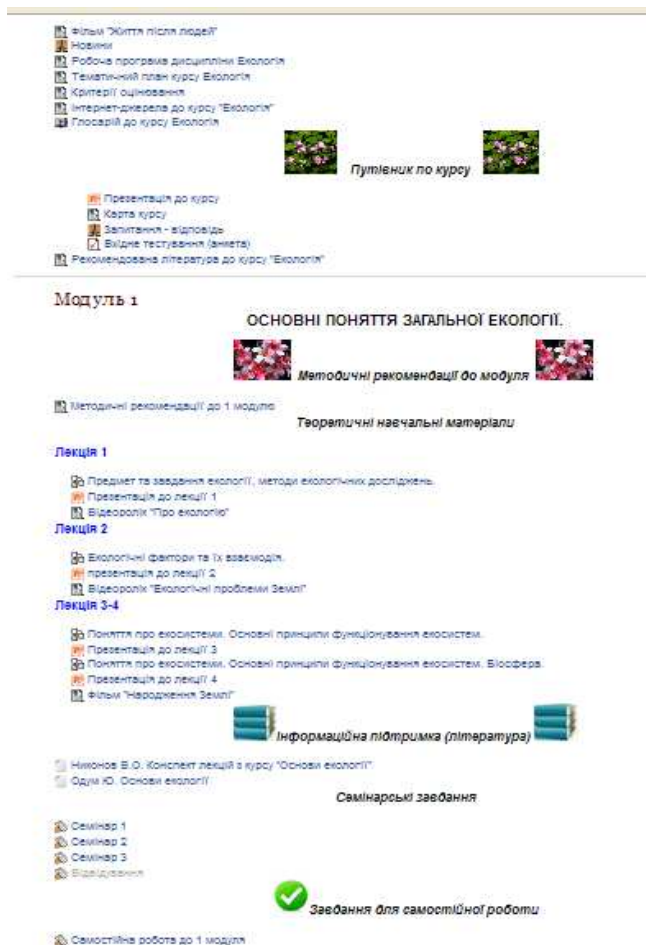 Фільм "Життя після людей"
Новини
Робоча програма дисципліни Екологія
Тематичний план курсу Екологія
Критерії оцінювання
Інтернет-джерела до курсу "Екологія"
Глосарій до курсу Екологія
Путівник по курсу
Презентація до курсу
Карта курсу
Запитання - відповідь
Вхідне тестування (анкета)
Рекомендована література до курсу "Екологія"
Модуль 1
ОСНОВНІ ПОНЯТТЯ ЗАГАЛЬНОЇ ЕКОЛОГІЇ.
Методичні рекомендації до модуля
Методичні рекомендації до 1 модулю
Теоретичні навчальні матеріали
Лекція 1
Предмет та завдання екології, методи екологічних досліджень.
Презентація до лекції 1
Відеоролік "Про екологію"
Лекція 2
Екологічні фактори та їх взаємодія.
презентація до лекції 2
Відеоролік "Екологічні проблеми Землі"
Лекція 3-4
Поняття про екосистеми. Основні принципи функціонування екосистем.
Презентація до лекції 3
Поняття про екосистеми. Основні принципи функціонування екосистем. Біосфера.
Презентація до лекції 4
Фільм "Народження Землі"
Інформаційна підтримка (література)
Никонов В.О. Конспект лекцій з курсу "Основи екології"
Одум Ю. Основи екології
Семінарські завдання
Семінар 1
Семінар 2
Семінар 3
Відвідування
Завдання для самостійної роботи
Самостійна робота до 1 модуля